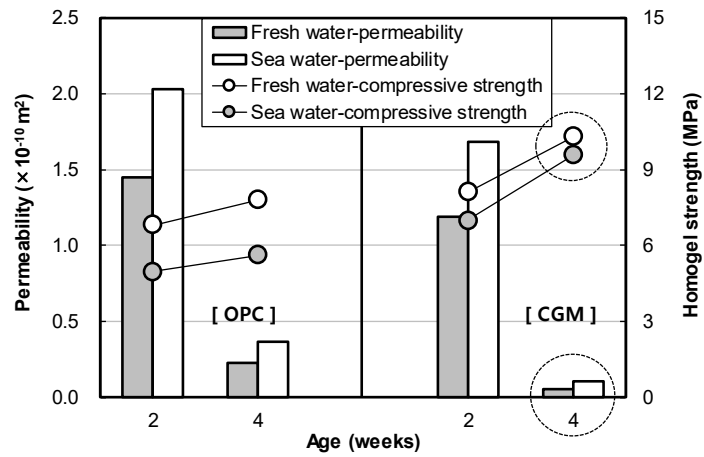 Fresh water-permeability
Sea water-permeability
Fresh water-compressive strength
Sea water-compressive strength
Permeability (×10⁻¹⁰ m²)
2.5
2.0
1.5
1.0
0.5
0.0
Homogel strength (MPa)
15
12
9
6
3
0
[ OPC ]
[ CGM ]
2 4 2 4
Age (weeks)